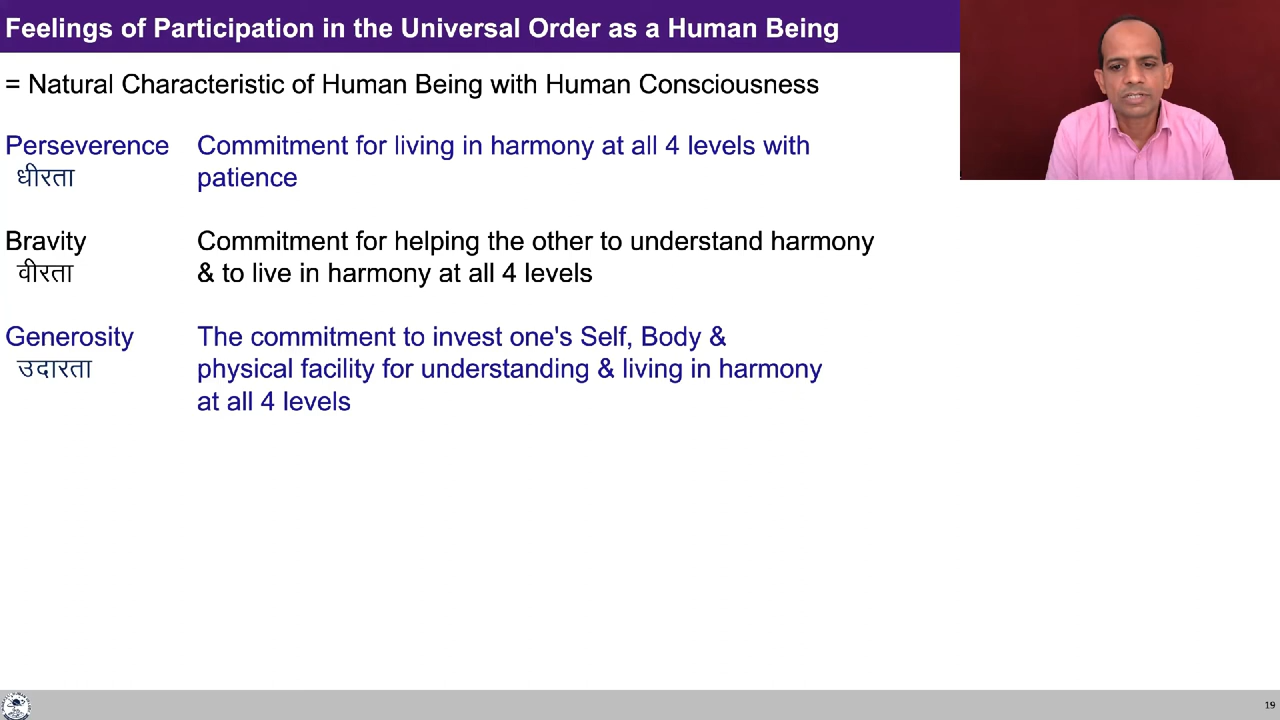 Feelings of Participation in the Universal Order as a Human Being
= Natural Characteristic of Human Being with Human Consciousness
Perseverence Commitment for living in harmony at all 4 levels with
धीरता patience
Bravity Commitment for helping the other to understand harmony
वीरता & to live in harmony at all 4 levels
Generosity The commitment to invest one's Self, Body &
उदारता physical facility for understanding & living in harmony
at all 4 levels
19